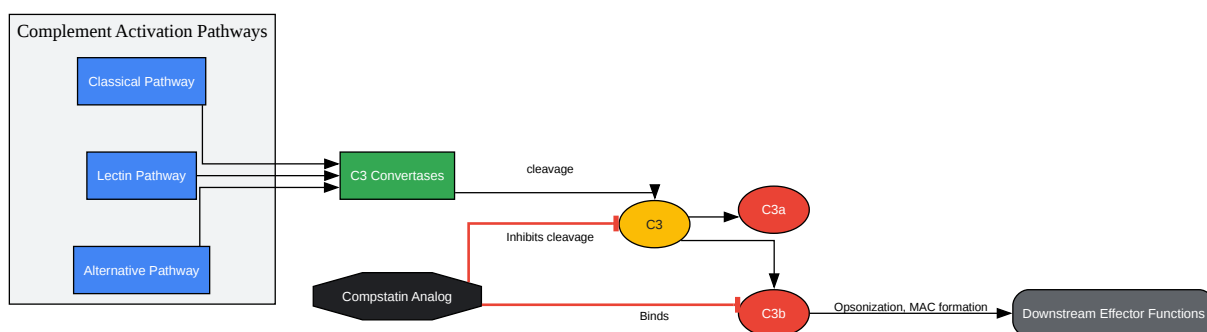 Complement Activation Pathways
Classical Pathway
Lectin Pathway
Alternative Pathway
C3 Convertases
cleavage
C3
C3a
Inhibits cleavage
Compstatin Analog
Binds
C3b
Opsonization, MAC formation
Downstream Effector Functions